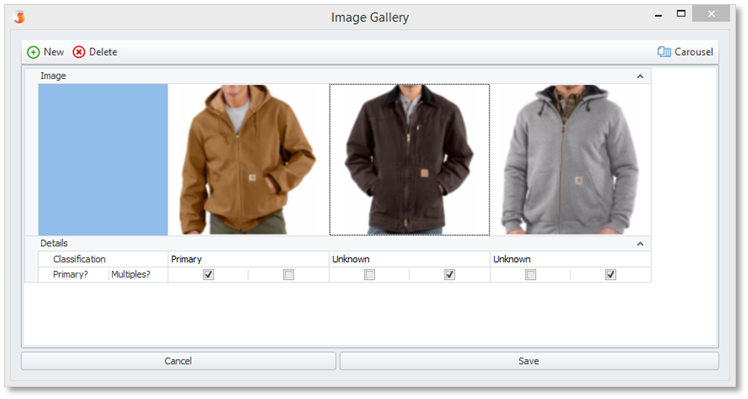 Image Gallery
New Delete Carousel
Image
Details
Classification Primary Unknown Unknown
Primary? Multiples?
Cancel Save